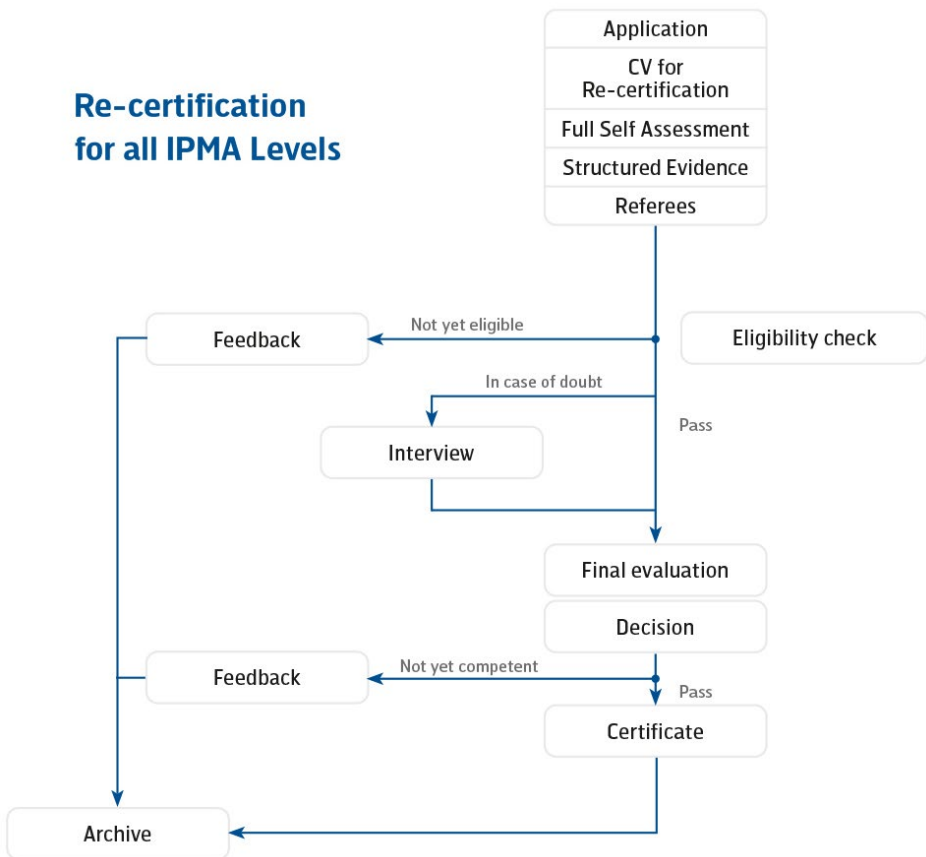 Re-certification
for all IPMA Levels
Application
CV for
Re-certification
Full Self Assessment
Structured Evidence
Referees
Feedback
Not yet eligible
Eligibility check
In case of doubt
Pass
Interview
Final evaluation
Decision
Feedback
Not yet competent
Pass
Certificate
Archive